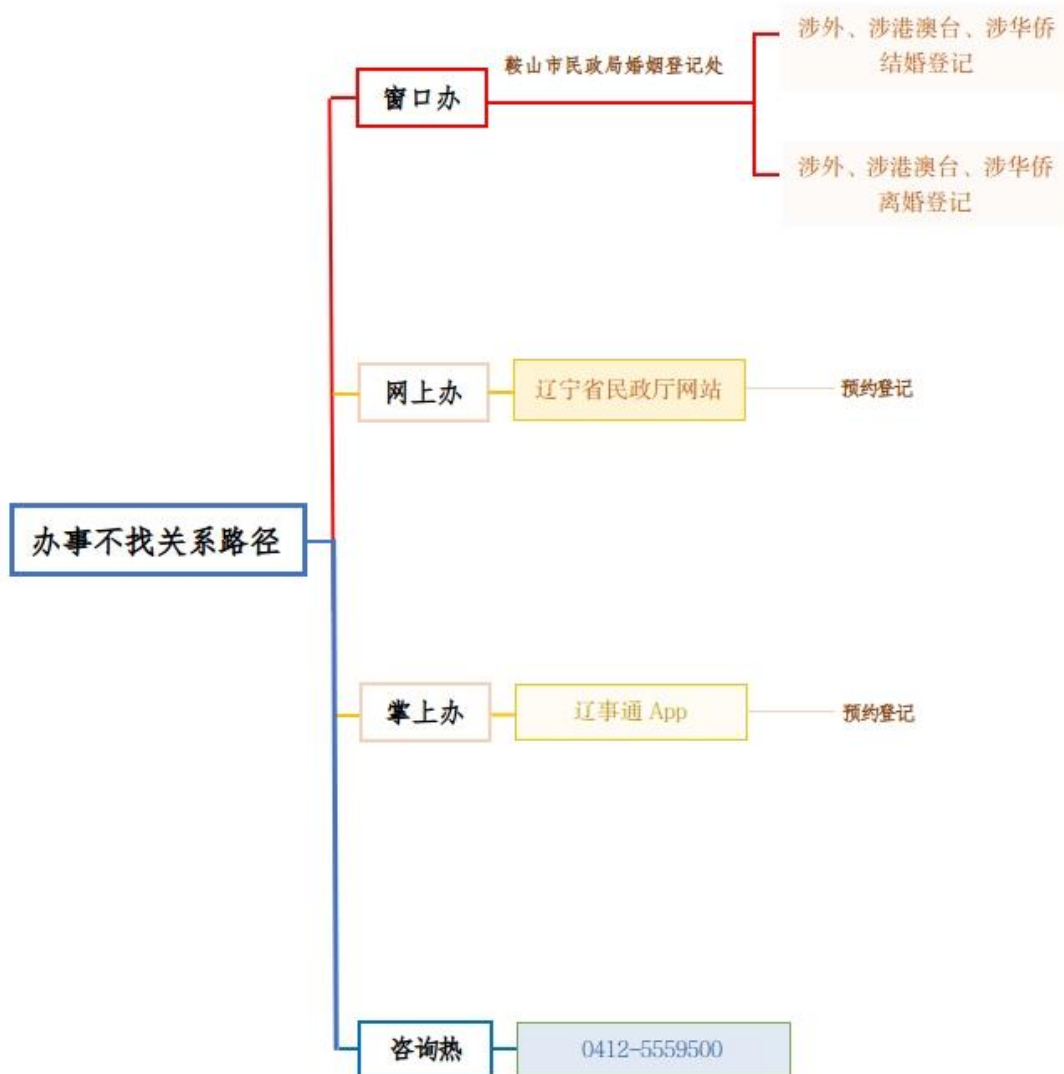 涉外、涉港澳台、涉华侨
结婚登记
鞍山市民政局婚姻登记处
窗口办
涉外、涉港澳台、涉华侨
离婚登记
网上办
辽宁省民政厅网站
预约登记
办事不找关系路径
掌上办
辽事通 App
预约登记
咨询热
0412-5559500